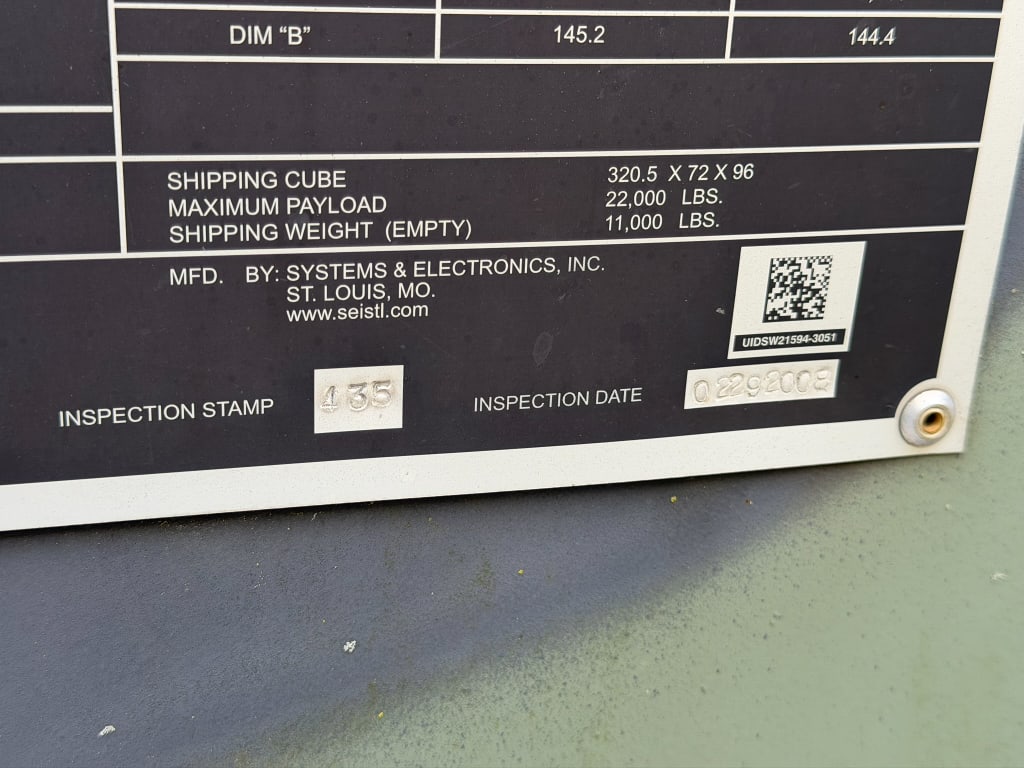 DIM “B” 145.2 144.4
SHIPPING CUBE 320.5 X 72 X 96
MAXIMUM PAYLOAD 22,000 LBS.
SHIPPING WEIGHT (EMPTY) 11,000 LBS.
MFD. BY: SYSTEMS & ELECTRONICS, INC.
ST. LOUIS, MO.
www.seistl.com
UIDSW21594-3051
INSPECTION STAMP 435 INSPECTION DATE 02292008